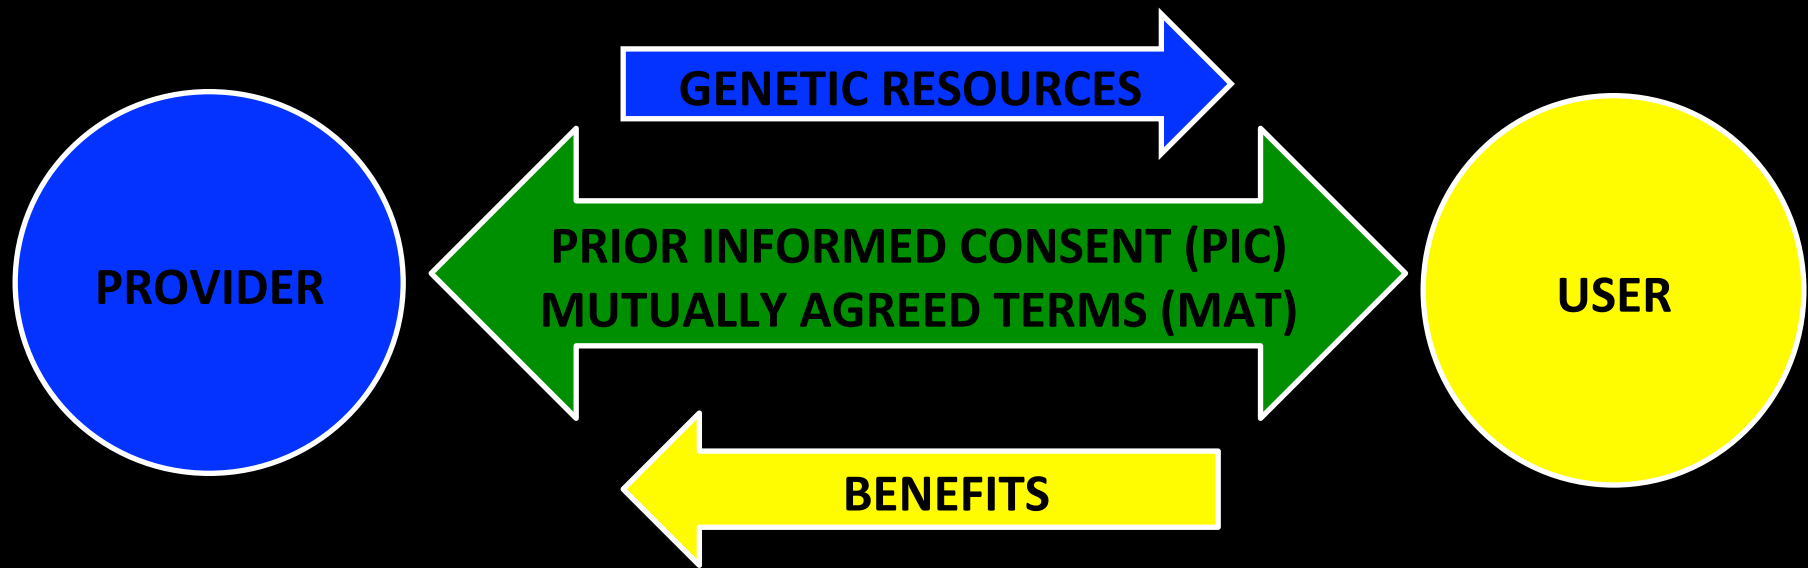 GENETIC RESOURCES
PROVIDER
PRIOR INFORMED CONSENT (PIC)
MUTUALLY AGREED TERMS (MAT)
USER
BENEFITS